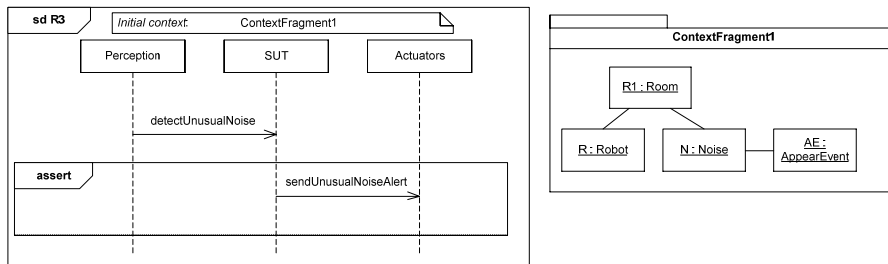 sd R3
Initial context:
ContextFragment1
Perception
SUT
Actuators
detectUnusualNoise
assert
sendUnusualNoiseAlert
ContextFragment1
R1 : Room
R : Robot
N : Noise
AE :
AppearEvent